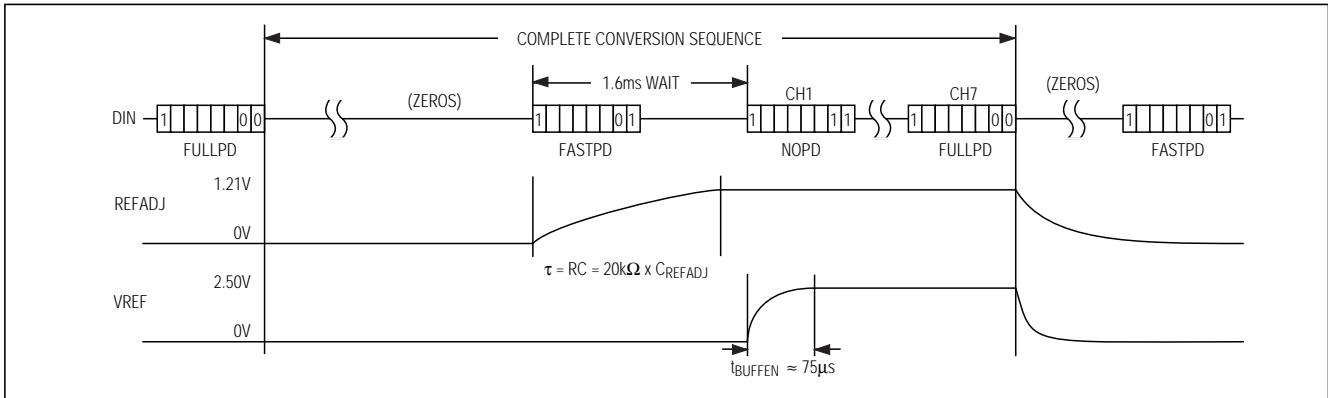 COMPLETE CONVERSION SEQUENCE
1.6ms WAIT
(ZEROS) CH1 CH7 (ZEROS)
DIN 1 0 0 1 0 1 1 1 1 1 0 0 1 0 1
FULLPD FASTPD NOPD FULLPD FASTPD
1.21V
REFADJ
0V
τ = RC = 20kΩ x CREFADJ
2.50V
VREF
0V
tBUFFEN ≈ 75µs